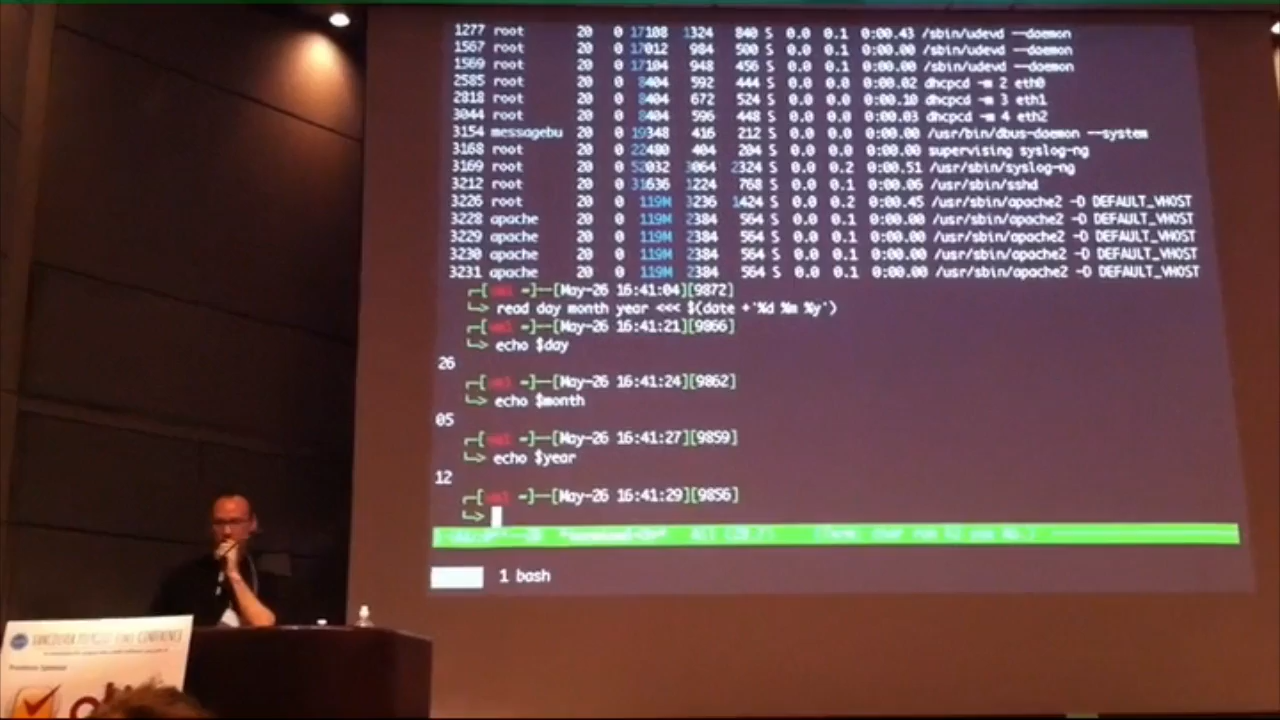 1277 root 20 0 17108 1324 840 S 0.0 0.1 0:00.43 /sbin/udevd --daemon
1567 root 20 0 17012 984 500 S 0.0 0.1 0:00.00 /sbin/udevd --daemon
1569 root 20 0 17104 948 456 S 0.0 0.1 0:00.00 /sbin/udevd --daemon
2585 root 20 0 8404 592 444 S 0.0 0.0 0:00.02 dhcpcd -m 2 eth0
2818 root 20 0 8404 672 524 S 0.0 0.0 0:00.10 dhcpcd -m 3 eth1
3044 root 20 0 8404 596 448 S 0.0 0.0 0:00.03 dhcpcd -m 4 eth2
3154 messagebu 20 0 19348 416 212 S 0.0 0.0 0:00.00 /usr/bin/dbus-daemon --system
3168 root 20 0 22480 404 204 S 0.0 0.0 0:00.00 supervising syslog-ng
3169 root 20 0 52032 3064 2324 S 0.0 0.2 0:00.51 /usr/sbin/syslog-ng
3212 root 20 0 31636 1224 768 S 0.0 0.1 0:00.06 /usr/sbin/sshd
3226 root 20 0 119M 3236 1424 S 0.0 0.2 0:00.45 /usr/sbin/apache2 -D DEFAULT_VHOST
3228 apache 20 0 119M 2384 564 S 0.0 0.1 0:00.00 /usr/sbin/apache2 -D DEFAULT_VHOST
3229 apache 20 0 119M 2384 564 S 0.0 0.1 0:00.00 /usr/sbin/apache2 -D DEFAULT_VHOST
3230 apache 20 0 119M 2384 564 S 0.0 0.1 0:00.00 /usr/sbin/apache2 -D DEFAULT_VHOST
3231 apache 20 0 119M 2384 564 S 0.0 0.1 0:00.00 /usr/sbin/apache2 -D DEFAULT_VHOST
┌─[ ~]──[May-26 16:41:04][9872]
└> read day month year <<< $(date +'%d %m %y')
┌─[ ~]──[May-26 16:41:21][9866]
└> echo $day
26
┌─[ ~]──[May-26 16:41:24][9862]
└> echo $month
05
┌─[ ~]──[May-26 16:41:27][9859]
└> echo $year
12
┌─[ ~]──[May-26 16:41:29][9856]
└>
1 bash
VANCOUVER CONFERENCE